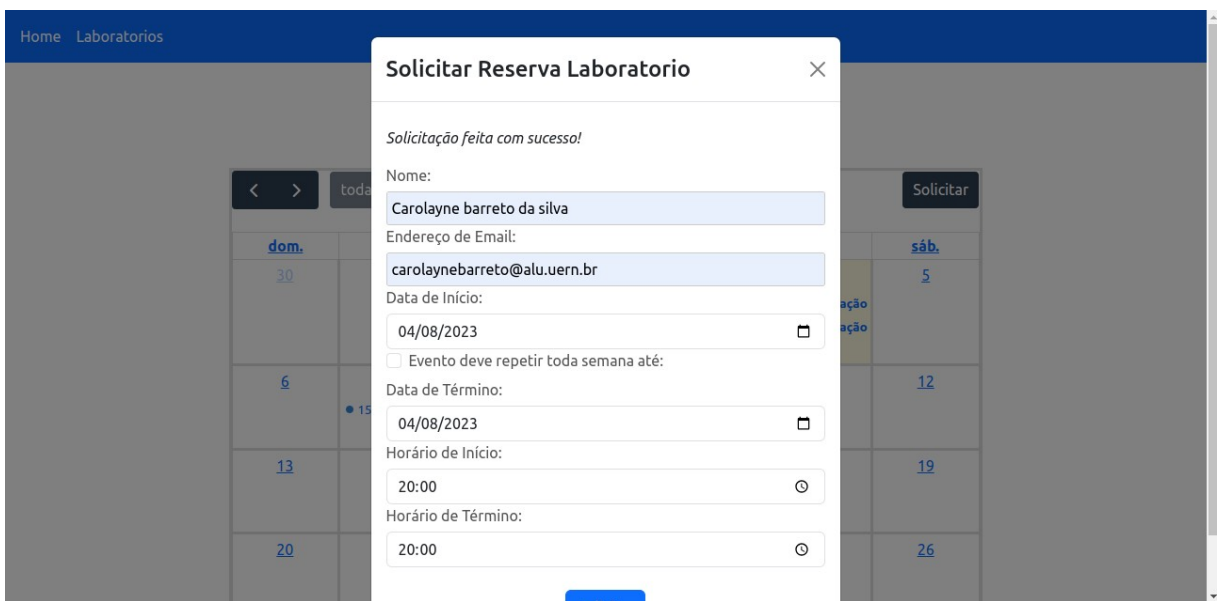 Home Laboratorios
Solicitar Reserva Laboratorio
Solicitação feita com sucesso!
Nome:
Carolayne barreto da silva
Endereço de Email:
carolaynebarreto@alu.uern.br
Data de Início:
04/08/2023
Evento deve repetir toda semana até:
Data de Término:
04/08/2023
Horário de Início:
20:00
Horário de Término:
20:00
Solicitar
dom. sáb.
30 5
6 12
13 19
20 26